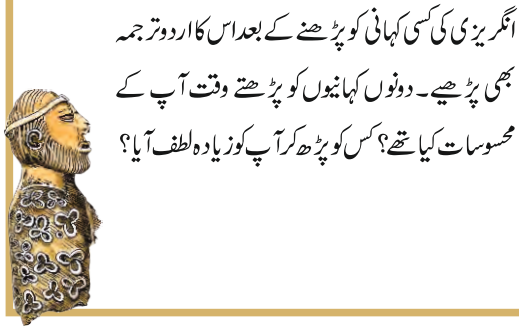 انگریزی کی کسی کہانی کو پڑھنے کے بعد اس کا اردو ترجمہ
بھی پڑھیے۔ دونوں کہانیوں کو پڑھتے وقت آپ کے
محسوسات کیا تھے؟ کس کو پڑھ کر آپ کو زیادہ لطف آیا؟